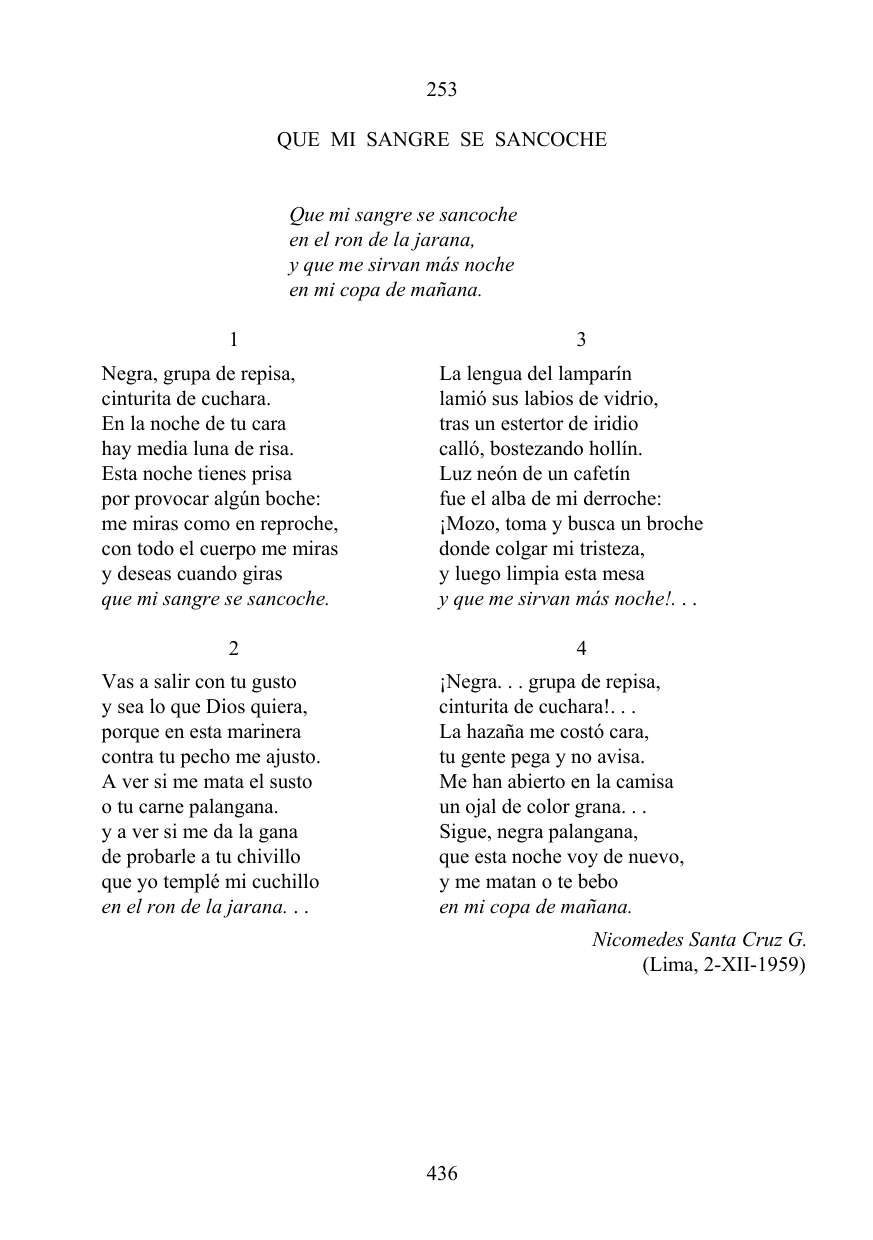 253
QUE MI SANGRE SE SANCOCHE
Que mi sangre se sancoche
en el ron de la jarana,
y que me sirvan más noche
en mi copa de mañana.
1
Negra, grupa de repisa,
cinturita de cuchara.
En la noche de tu cara
hay media luna de risa.
Esta noche tienes prisa
por provocar algún boche:
me miras como en reproche,
con todo el cuerpo me miras
y deseas cuando giras
que mi sangre se sancoche.
2
Vas a salir con tu gusto
y sea lo que Dios quiera,
porque en esta marinera
contra tu pecho me ajusto.
A ver si me mata el susto
o tu carne palangana.
y a ver si me da la gana
de probarle a tu chivillo
que yo templé mi cuchillo
en el ron de la jarana. . .
3
La lengua del lamparín
lamió sus labios de vidrio,
tras un estertor de iridio
calló, bostezando hollín.
Luz neón de un cafetín
fue el alba de mi derroche:
¡Mozo, toma y busca un broche
donde colgar mi tristeza,
y luego limpia esta mesa
y que me sirvan más noche!. . .
4
¡Negra. . . grupa de repisa,
cinturita de cuchara!. . .
La hazaña me costó cara,
tu gente pega y no avisa.
Me han abierto en la camisa
un ojal de color grana. . .
Sigue, negra palangana,
que esta noche voy de nuevo,
y me matan o te bebo
en mi copa de mañana.
Nicomedes Santa Cruz G.
(Lima, 2-XII-1959)
436